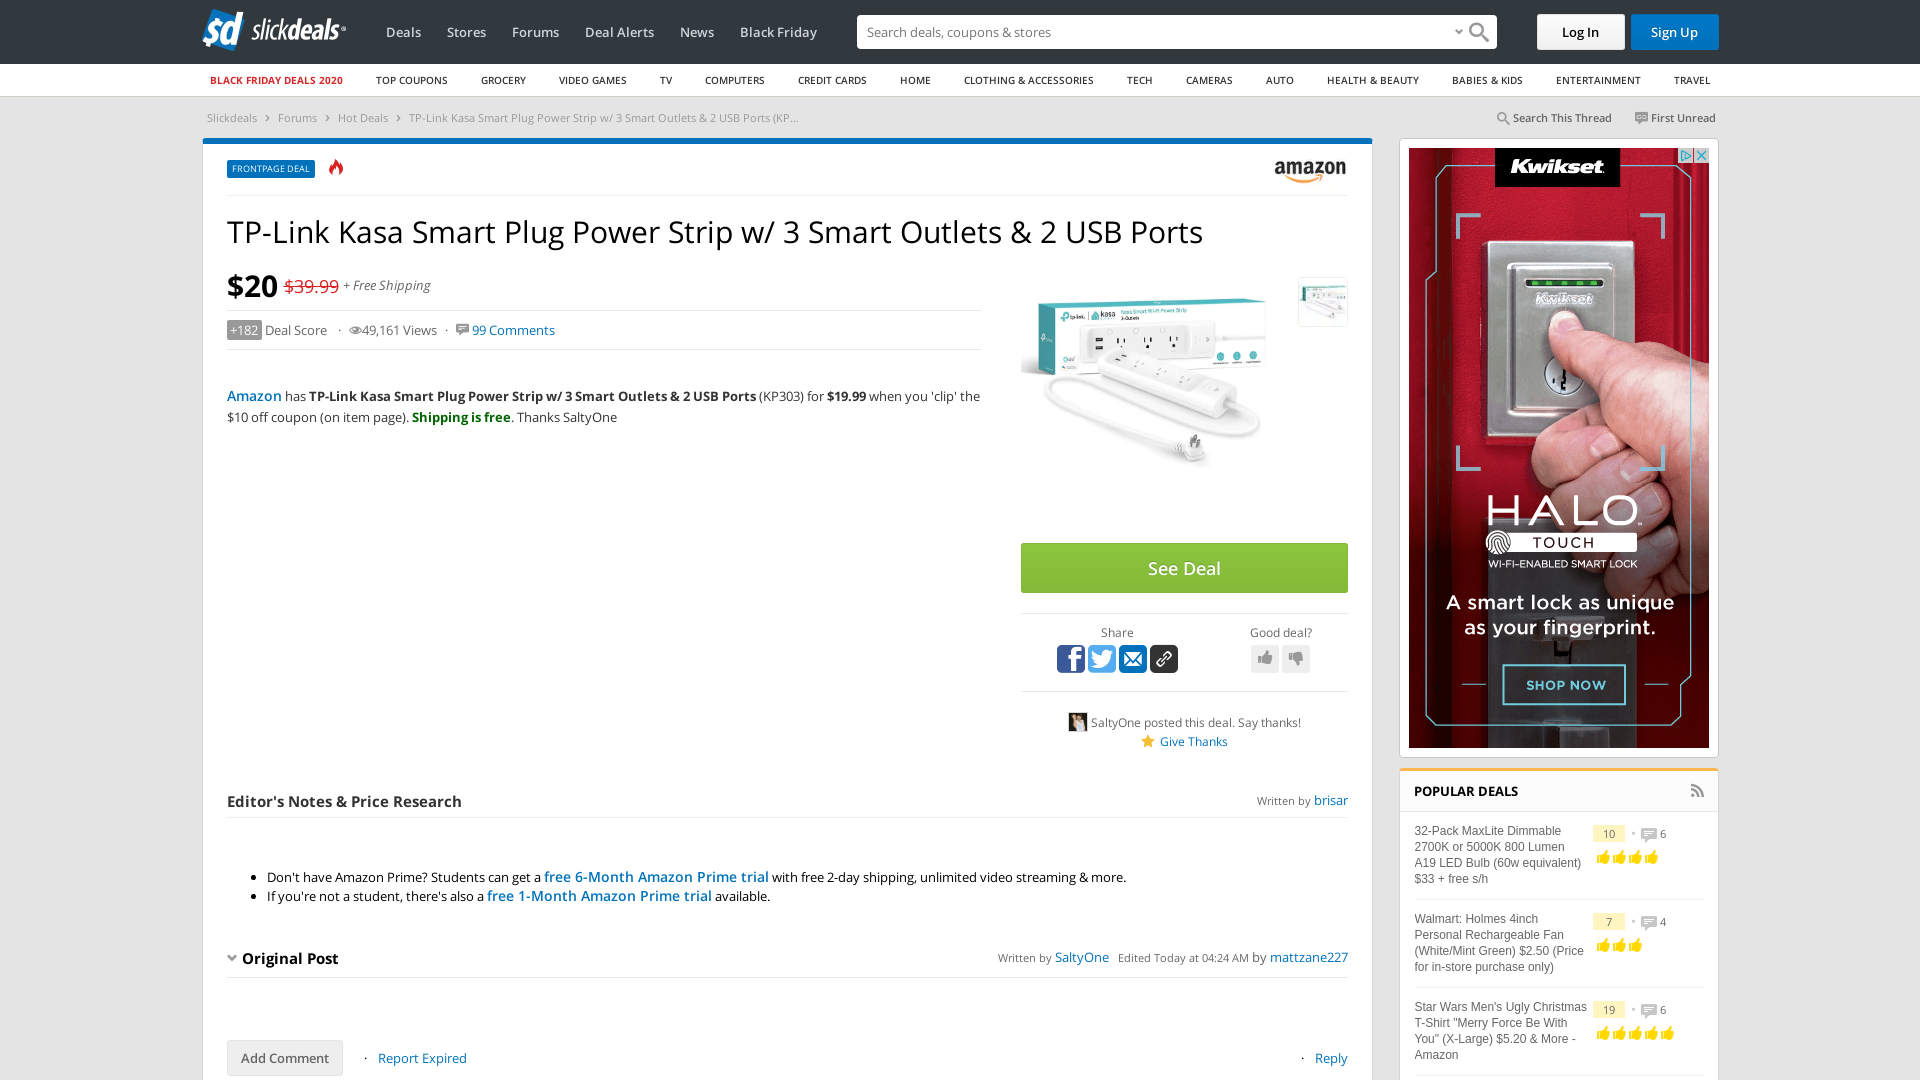 slickdeals
Deals
Stores
Forums
Deal Alerts
News
Black Friday
Search deals, coupons & shopping stores
Log In
Sign Up
BLACK FRIDAY DEALS 2020
TOP COUPONS
GROCERY
VIDEO GAMES
TV
COMPUTERS
CREDIT CARDS
HOME
CLOTHING & ACCESSORIES
TECH
CAMERAS
AUTO
HEALTH & BEAUTY
BABIES & KIDS
ENTERTAINMENT
TRAVEL
Slickdeals > Forums > Hot Deals > TP-Link Kasa Smart Plug Power Strip w/ 3 Smart Outlets & 2 USB Ports (KP...
Search This Thread
First Unread
FRONTPAGE DEAL
amazon
TP-Link Kasa Smart Plug Power Strip w/ 3 Smart Outlets & 2 USB Ports
$20 $39.99 + Free Shipping
+182 Deal Score · 49,161 Views · 99 Comments
Amazon has TP-Link Kasa Smart Plug Power Strip w/ 3 Smart Outlets & 2 USB Ports (KP303) for $19.99 when you 'clip' the
$10 off coupon (on item page). Shipping is free. Thanks SaltyOne
tp-link
kasa
See Deal
Share
Good deal?
SaltyOne posted this deal. Say thanks!
Give Thanks
Editor's Notes & Price Research
Written by brisar
• Don't have Amazon Prime? Students can get a free 6-Month Amazon Prime trial with free 2-day shipping, unlimited video streaming & more.
• If you're not a student, there's also a free 1-Month Amazon Prime trial available.
Original Post
Written by SaltyOne Edited Today at 04:24 AM by mattzane227
Add Comment
· Report Expired
· Reply
Kwikset
Kwikset
HALO
TOUCH
WI-FI-ENABLED SMART LOCK
A smart lock as unique
as your fingerprint.
SHOP NOW
POPULAR DEALS
32-Pack MaxLite Dimmable
2700K or 5000K 800 Lumen
A19 LED Bulb (60w equivalent)
$33 + free s/h
10 • 6
Walmart: Holmes 4inch
Personal Rechargeable Fan
(White/Mint Green) $2.50 (Price
for in-store purchase only)
7 • 4
Star Wars Men's Ugly Christmas
T-Shirt "Merry Force Be With
You" (X-Large) $5.20 & More -
Amazon
19 • 6